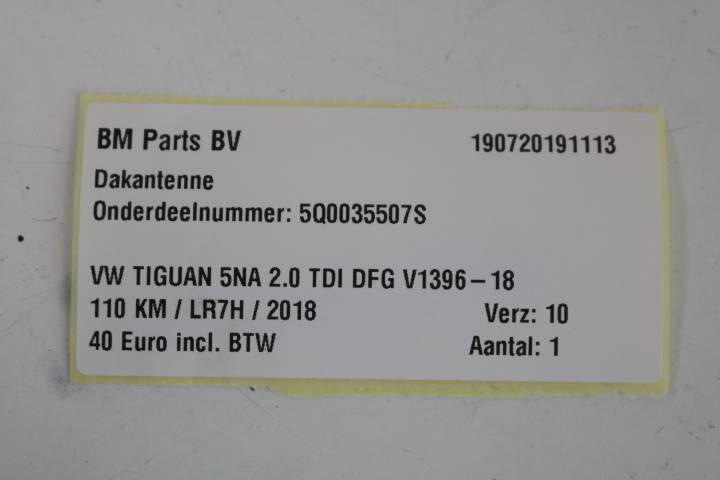 BM Parts BV 190720191113
Dakantenne
Onderdeelnummer: 5Q0035507S
VW TIGUAN 5NA 2.0 TDI DFG V1396-18
110 KM / LR7H / 2018 Verz: 10
40 Euro incl. BTW Aantal: 1